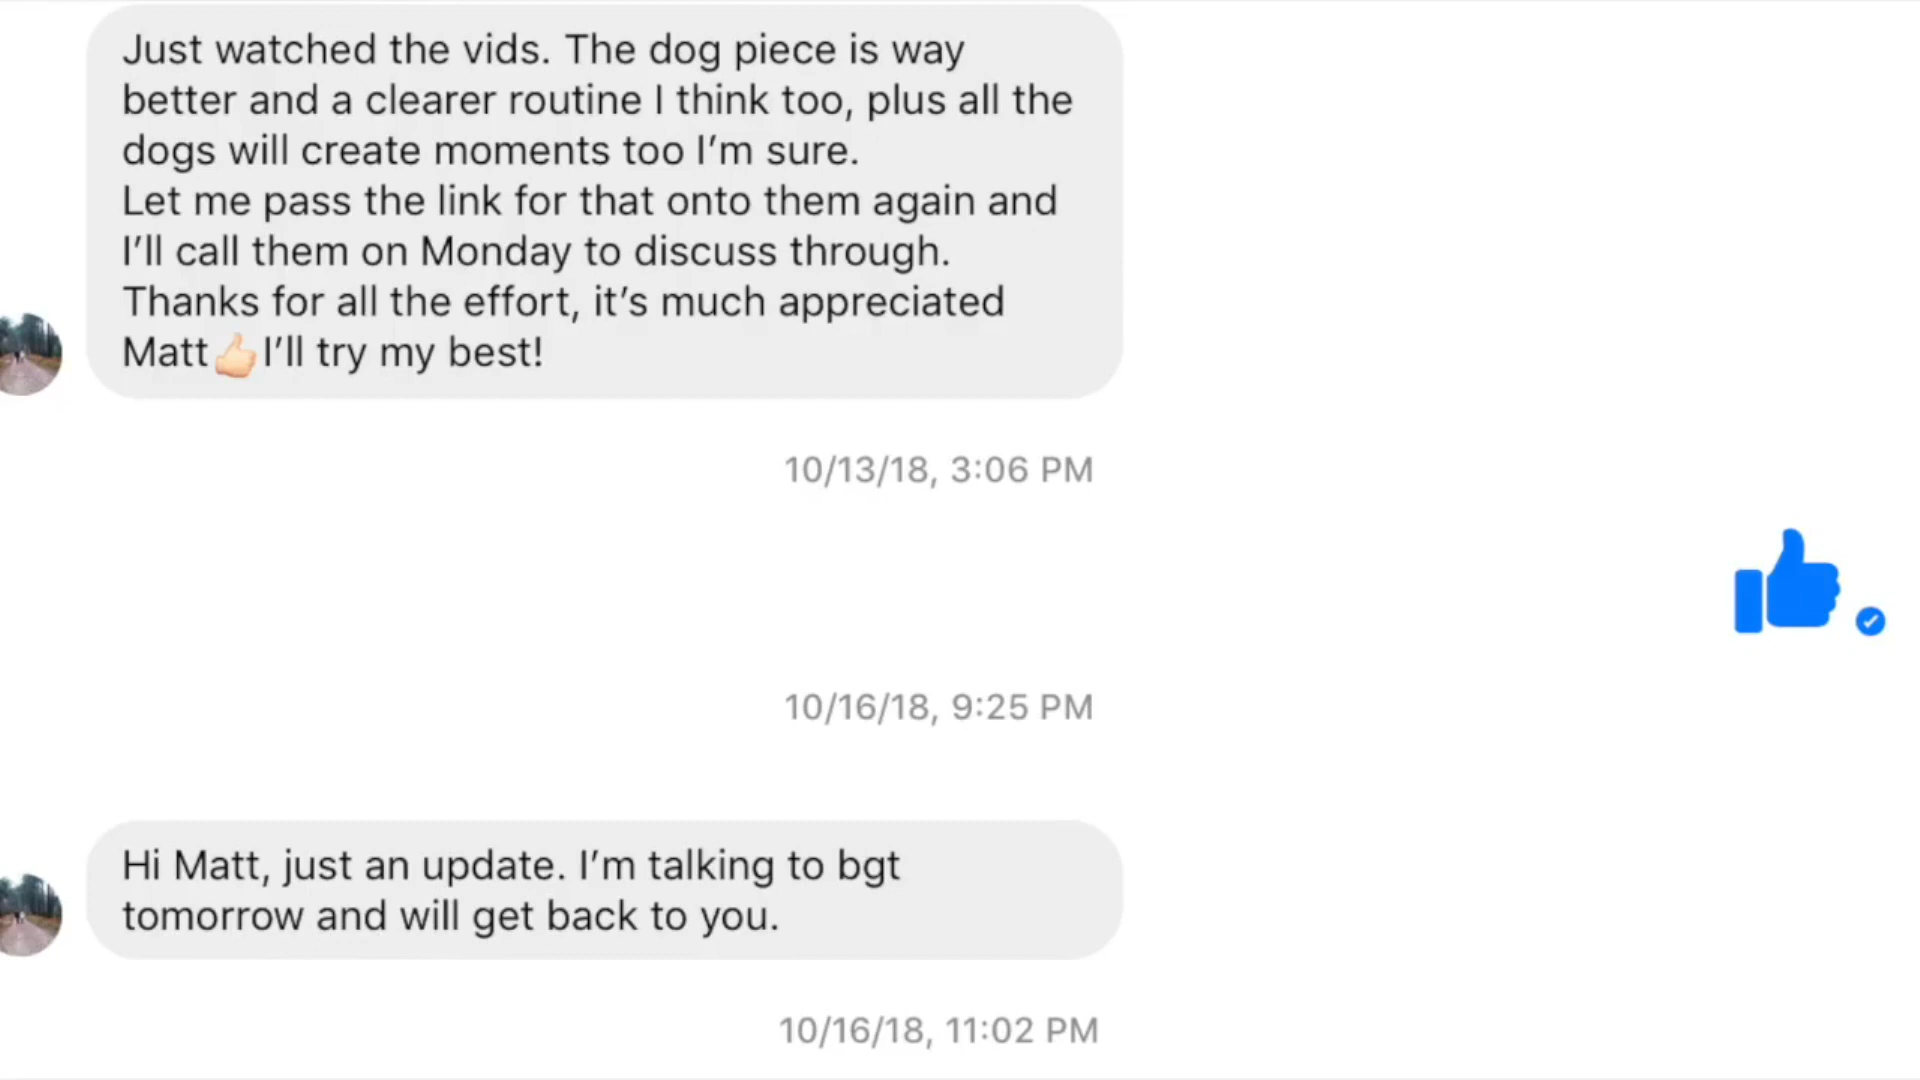 Just watched the vids. The dog piece is way
better and a clearer routine I think too, plus all the
dogs will create moments too I’m sure.
Let me pass the link for that onto them again and
I’ll call them on Monday to discuss through.
Thanks for all the effort, it’s much appreciated
Matt👍🏻I’ll try my best!
10/13/18, 3:06 PM
10/16/18, 9:25 PM
Hi Matt, just an update. I’m talking to bgt
tomorrow and will get back to you.
10/16/18, 11:02 PM